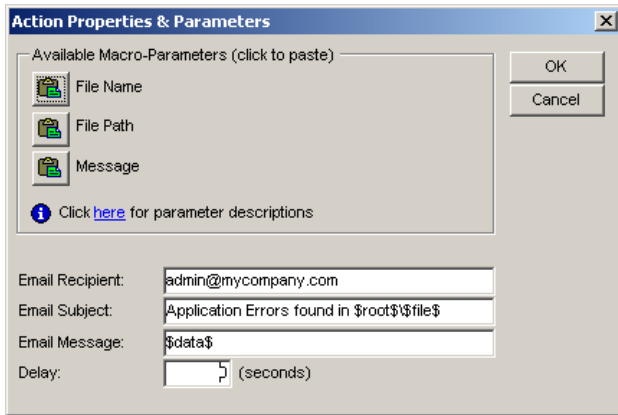 Action Properties & Parameters
Available Macro-Parameters (click to paste)
OK
File Name
Cancel
File Path
Message
Click here for parameter descriptions
Email Recipient: admin@mycompany.com
Email Subject: Application Errors found in $root$\$file$
Email Message: $data$
Delay: (seconds)